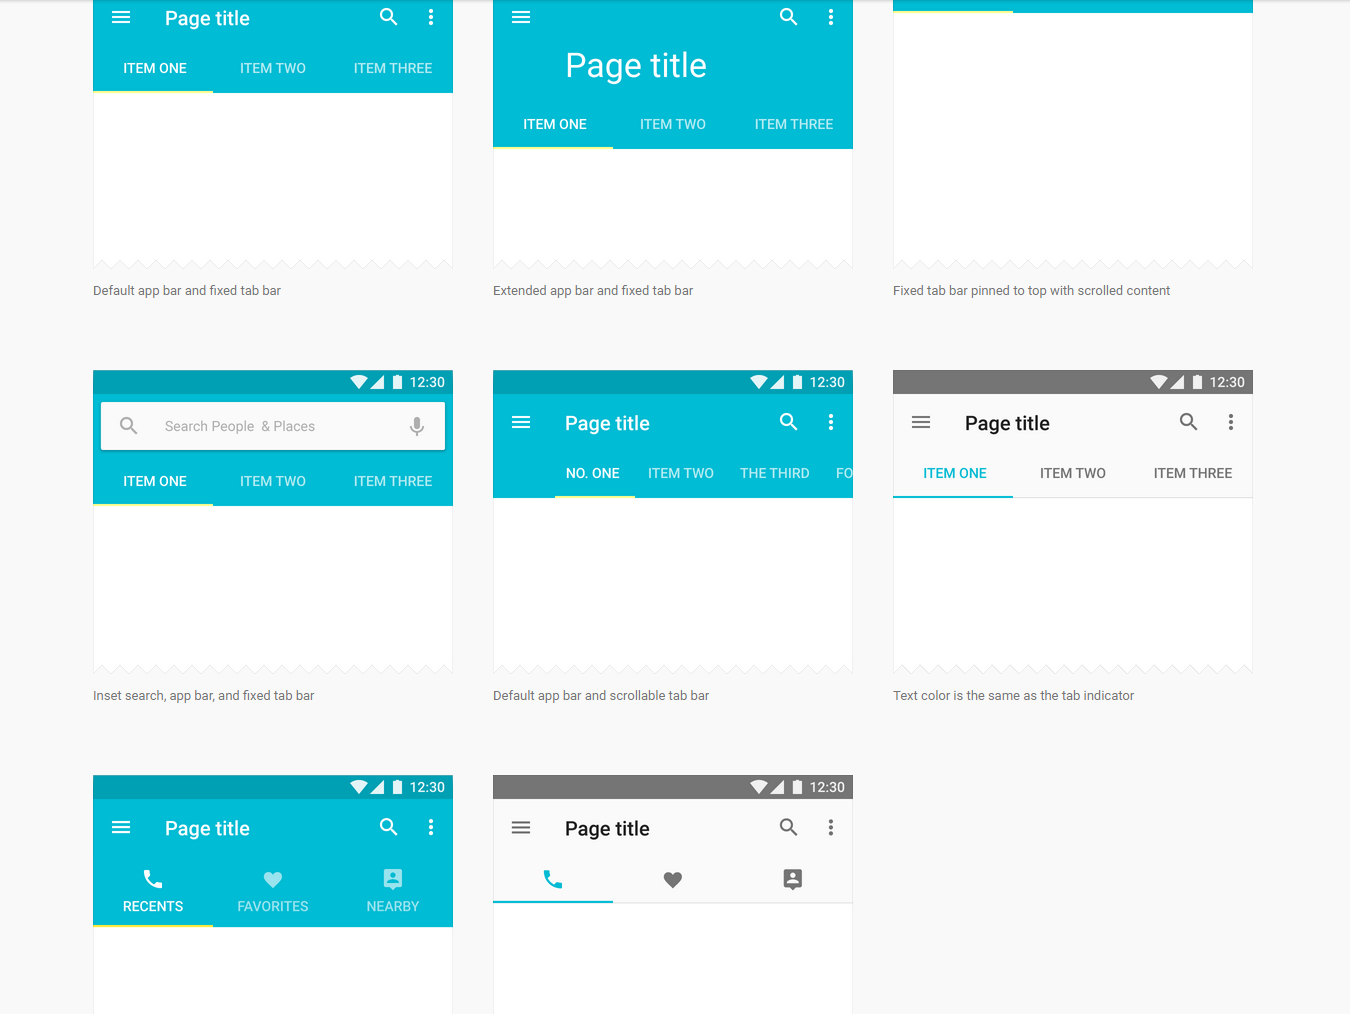 Page title
ITEM ONE ITEM TWO ITEM THREE
Default app bar and fixed tab bar
Page title
ITEM ONE ITEM TWO ITEM THREE
Extended app bar and fixed tab bar
Fixed tab bar pinned to top with scrolled content
12:30
Search People & Places
ITEM ONE ITEM TWO ITEM THREE
Inset search, app bar, and fixed tab bar
12:30
Page title
NO. ONE ITEM TWO THE THIRD FO
Default app bar and scrollable tab bar
12:30
Page title
ITEM ONE ITEM TWO ITEM THREE
Text color is the same as the tab indicator
12:30
Page title
RECENTS FAVORITES NEARBY
12:30
Page title